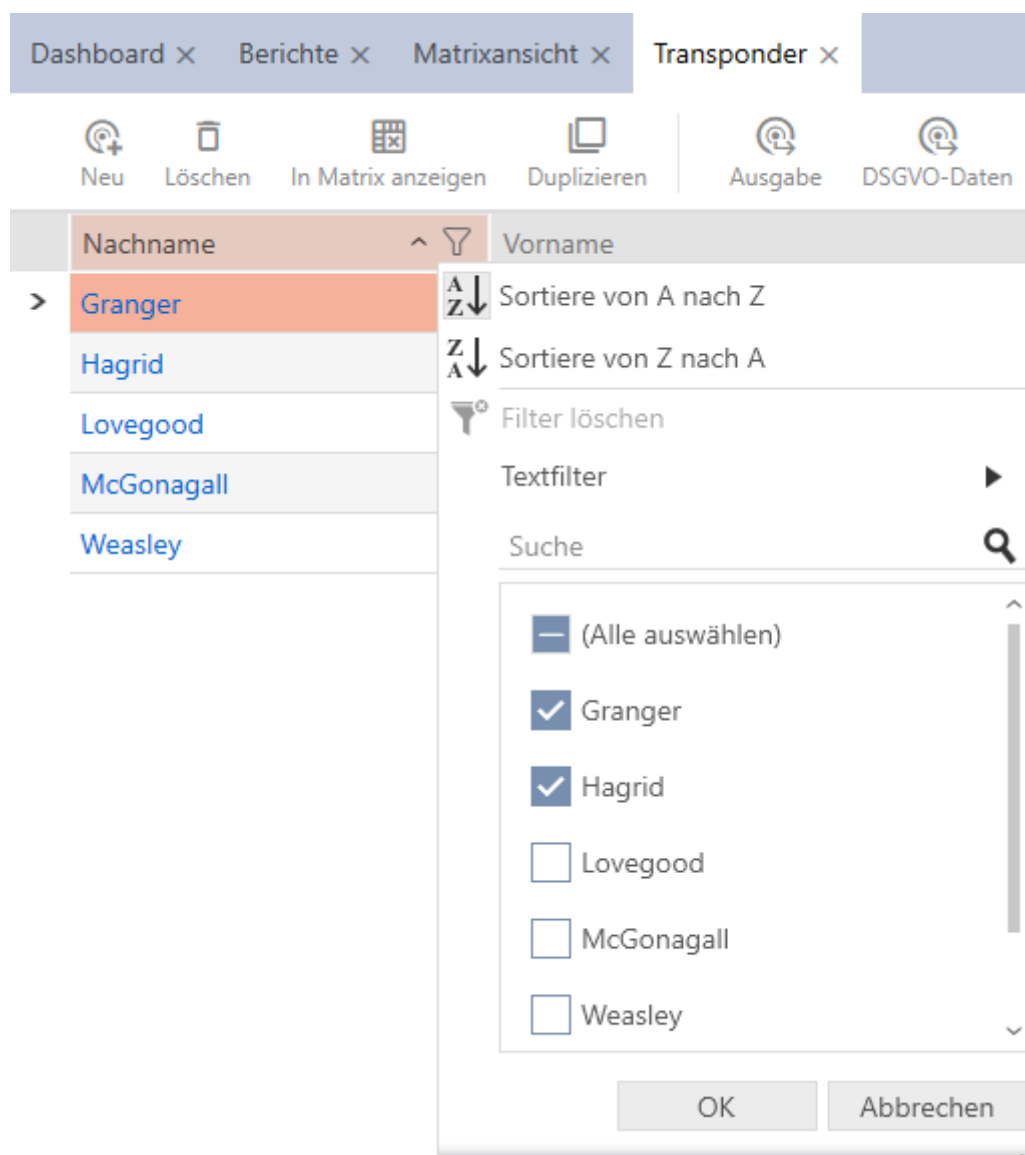 Dashboard × Berichte × Matrixansicht × Transponder ×
Neu Löschen In Matrix anzeigen Duplizieren Ausgabe DSGVO-Daten
Nachname Vorname
Granger
Hagrid
Lovegood
McGonagall
Weasley
A Z Sortiere von A nach Z
Z A Sortiere von Z nach A
Filter löschen
Textfilter
Suche
(Alle auswählen)
Granger
Hagrid
Lovegood
McGonagall
Weasley
OK Abbrechen